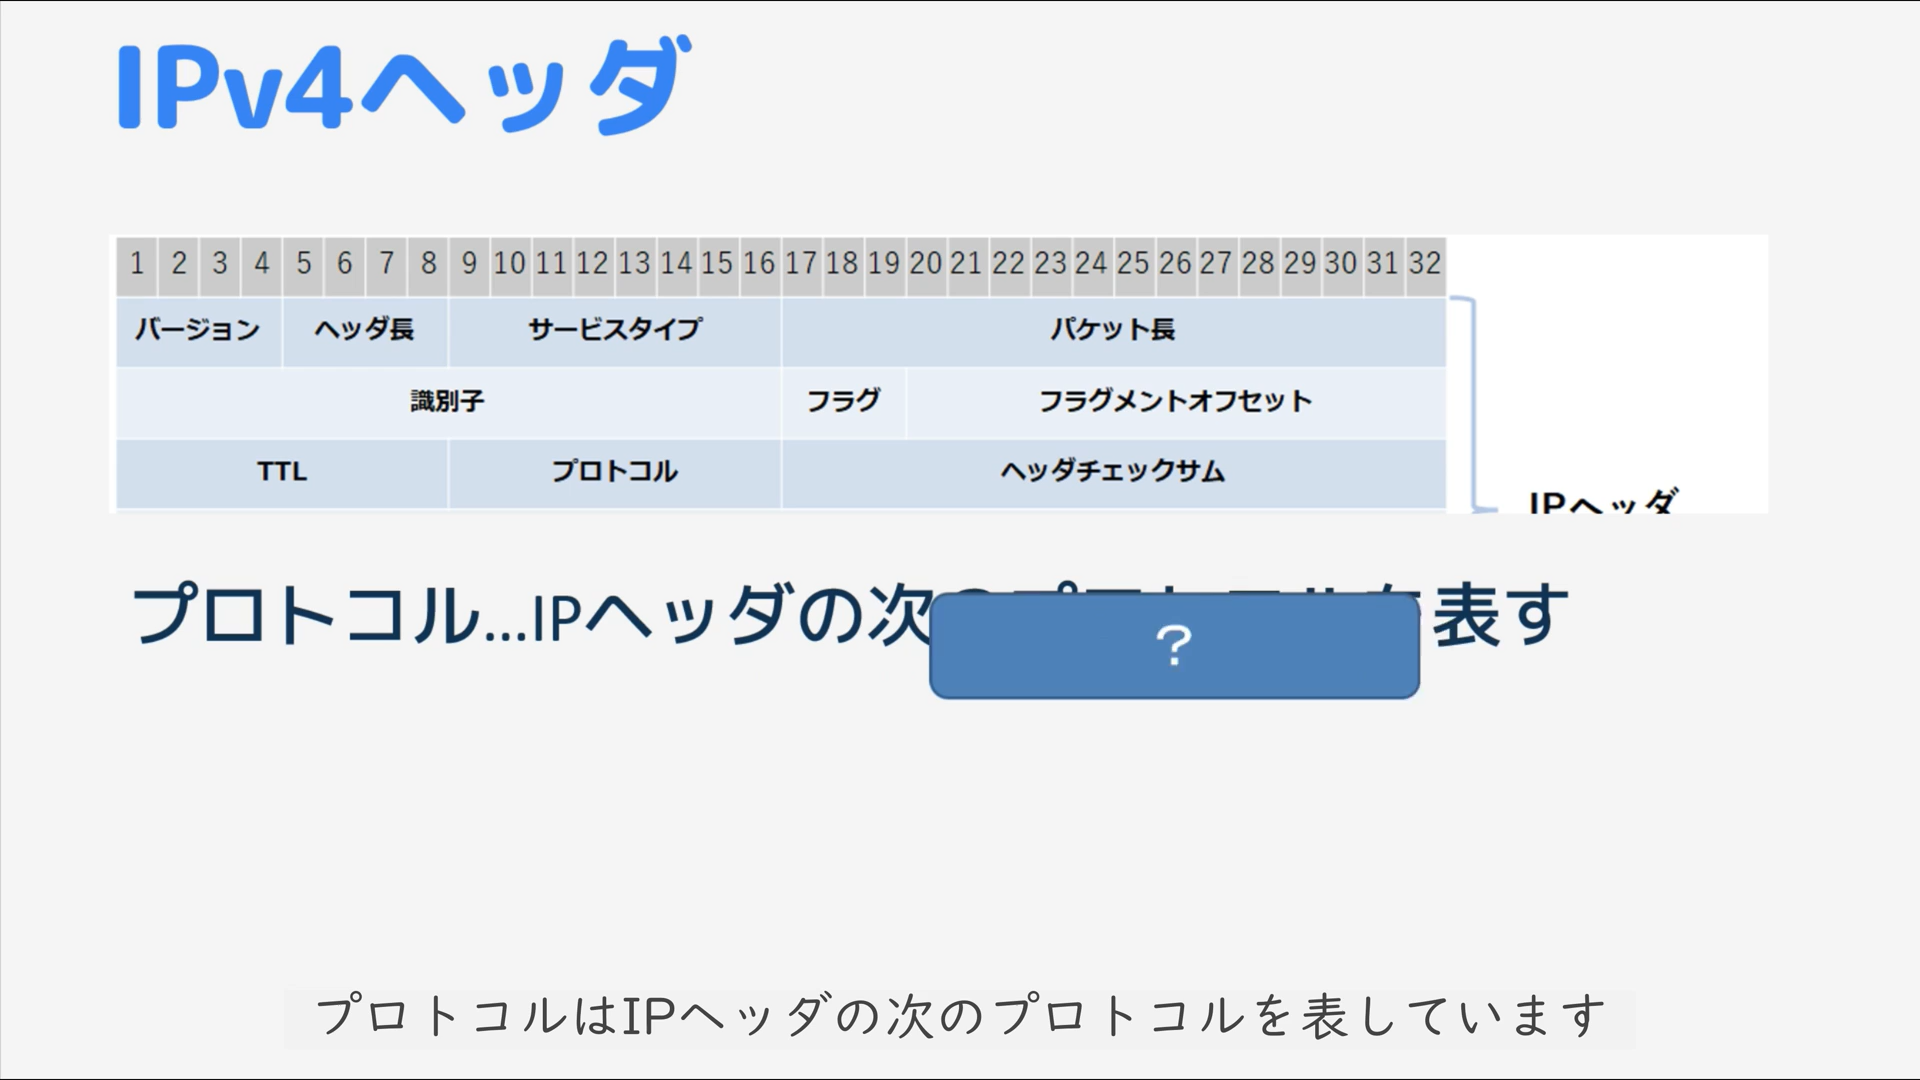 IPv4ヘッダ
1 2 3 4 5 6 7 8 9 10 11 12 13 14 15 16 17 18 19 20 21 22 23 24 25 26 27 28 29 30 31 32
バージョン ヘッダ長 サービスタイプ パケット長
識別子 フラグ フラグメントオフセット
TTL プロトコル ヘッダチェックサム
IPヘッダ
プロトコル...IPヘッダの次 ? 表す
プロトコルはIPヘッダの次のプロトコルを表しています